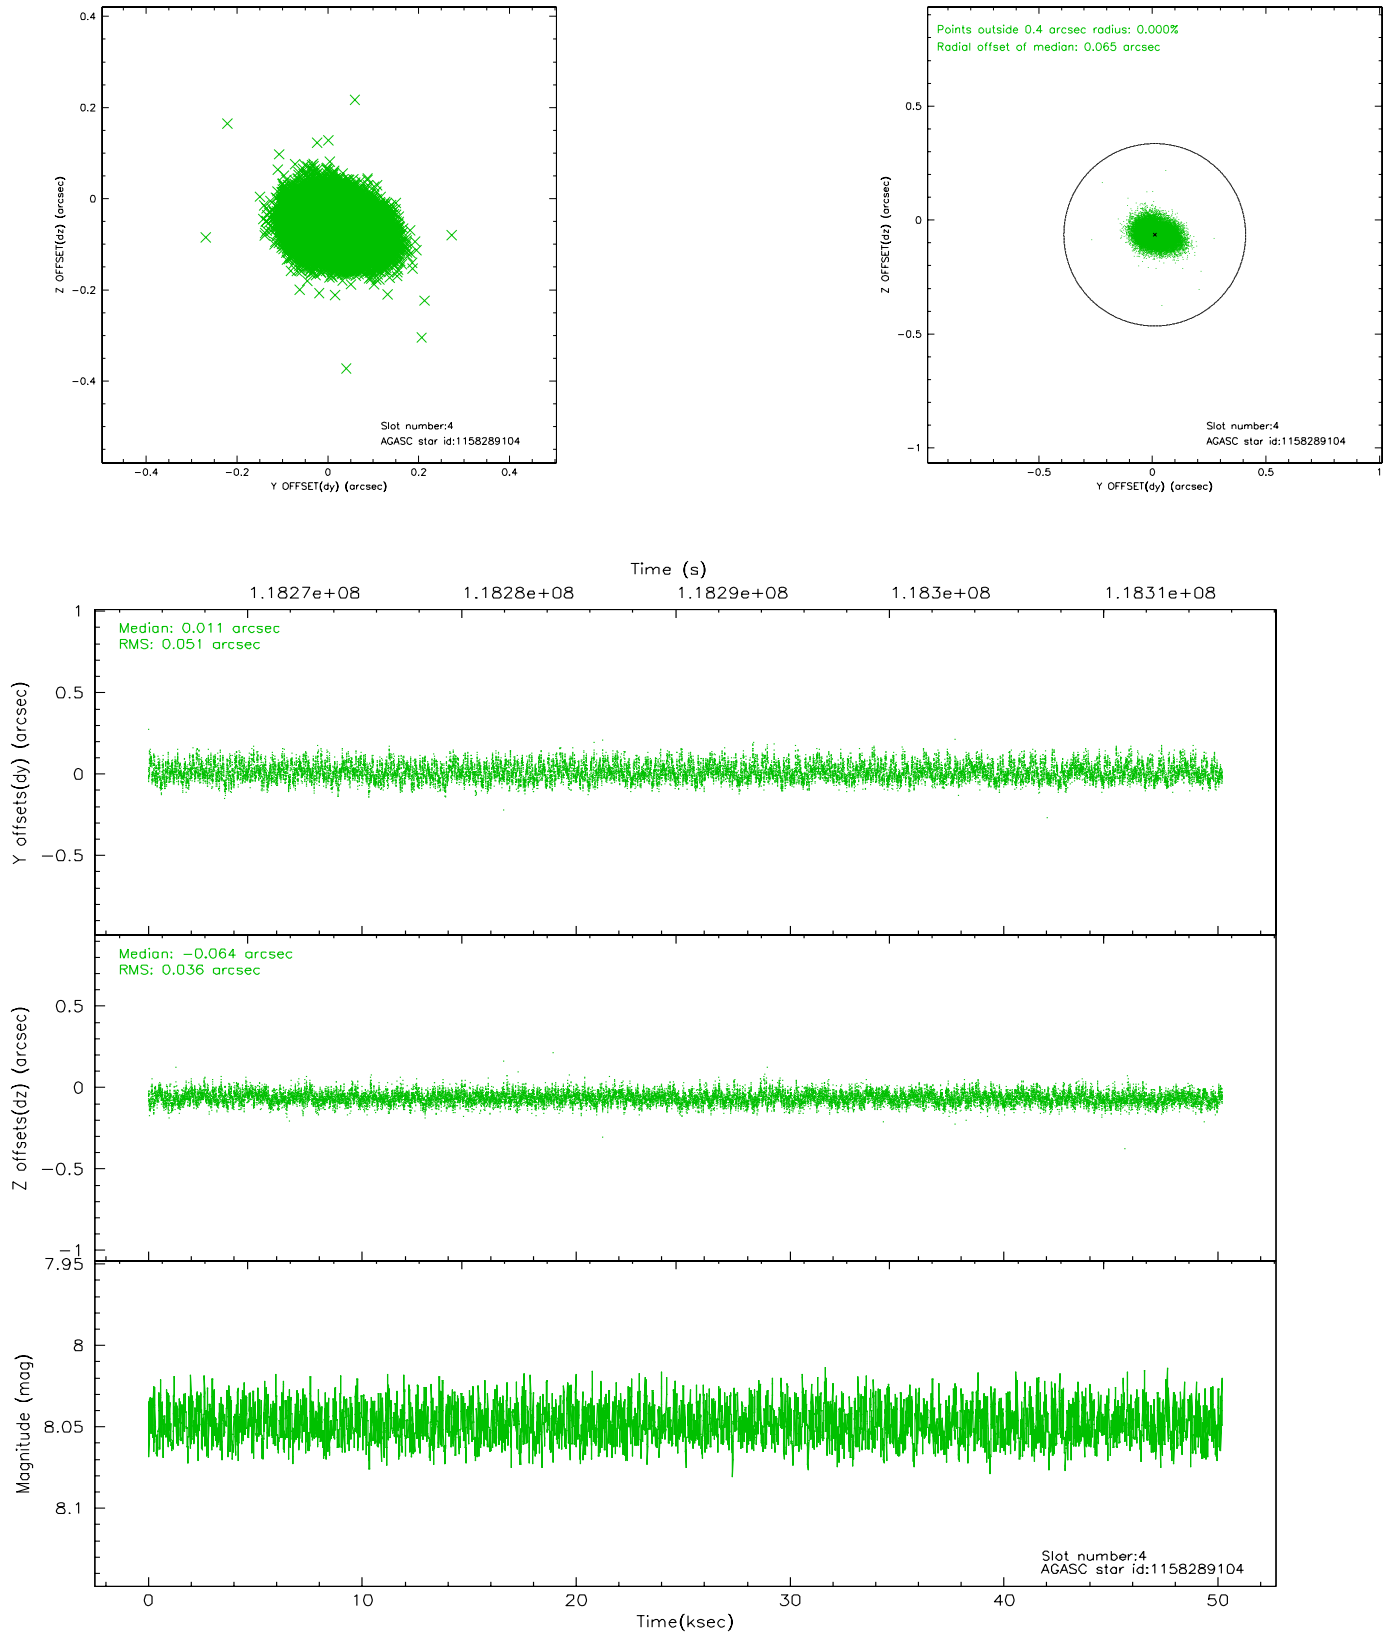 0.4
0.2
0
−0.2
−0.4
Z OFFSET(dz) (arcsec)
Slot number:4
AGASC star id:1158289104
−0.4 −0.2 0 0.2 0.4
Y OFFSET(dy) (arcsec)
Points outside 0.4 arcsec radius: 0.000%
Radial offset of median: 0.065 arcsec
0.5
0
−0.5
−1
Z OFFSET(dz) (arcsec)
Slot number:4
AGASC star id:1158289104
−0.5 0 0.5 1
Y OFFSET(dy) (arcsec)
Time (s)
1.1827e+08 1.1828e+08 1.1829e+08 1.183e+08 1.1831e+08
Median: 0.011 arcsec
RMS: 0.051 arcsec
1
0.5
0
−0.5
Y offsets(dy) (arcsec)
Median: −0.064 arcsec
RMS: 0.036 arcsec
0.5
0
−0.5
−1
Z offsets(dz) (arcsec)
7.95
8
8.05
8.1
Magnitude (mag)
Slot number:4
AGASC star id:1158289104
0 10 20 30 40 50
Time(ksec)